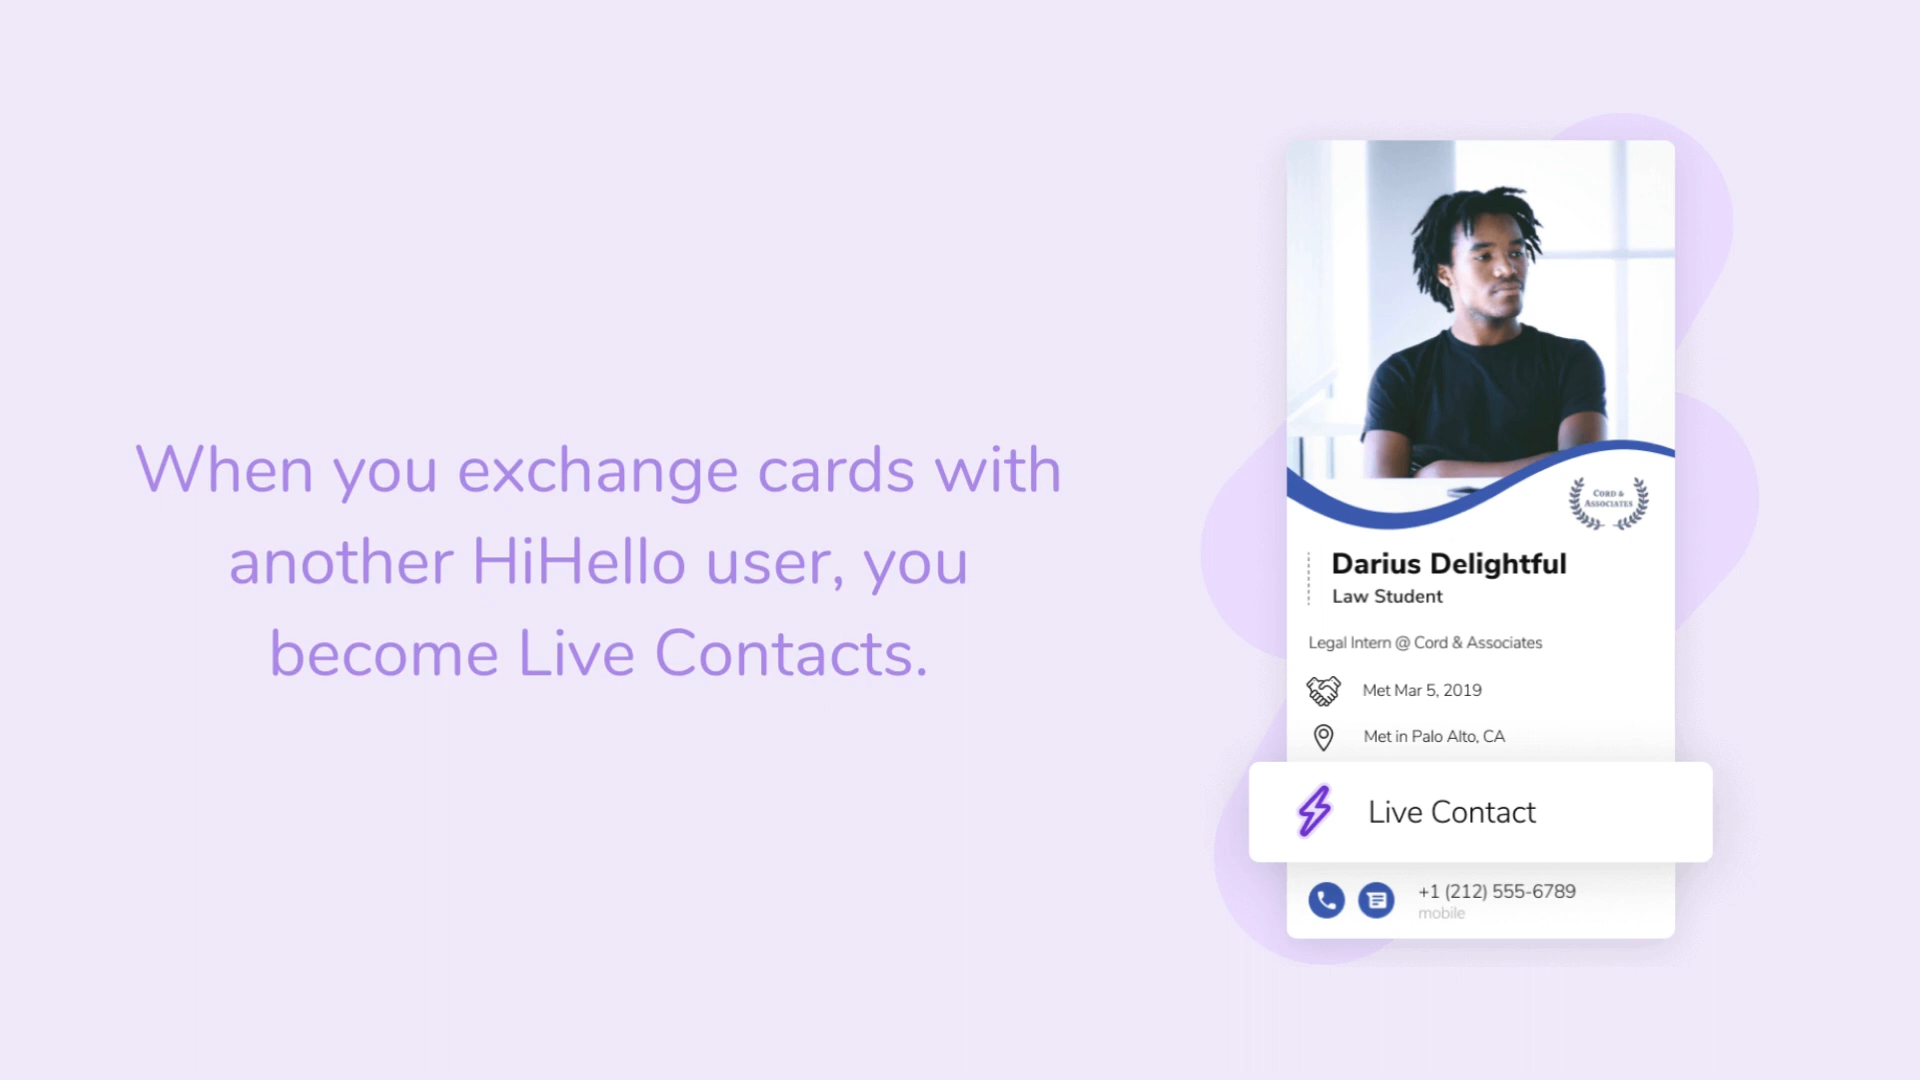 When you exchange cards with
another HiHello user, you
become Live Contacts.
CORD &
ASSOCIATES
Darius Delightful
Law Student
Legal Intern @ Cord & Associates
Met Mar 5, 2019
Met in Palo Alto, CA
Live Contact
+1 (212) 555-6789
mobile